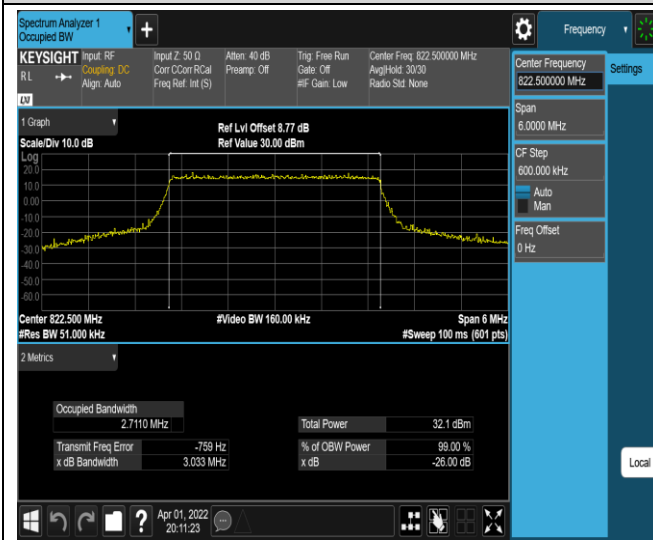 Spectrum Analyzer 1
Occupied BW
Frequency
KEYSIGHT
RL
Input: RF
Coupling: DC
Align: Auto
Input Z: 50 Ω
Corr CCorr RCal
Freq Ref: Int (S)
Atten: 40 dB
Preamp: Off
Trig: Free Run
Gate: Off
#IF Gain: Low
Center Freq: 822.500000 MHz
Avg|Hold: 30/30
Radio Std: None
LXI
Center Frequency
822.500000 MHz
Settings
Span
6.0000 MHz
CF Step
600.000 kHz
Auto
Man
Freq Offset
0 Hz
1 Graph
Scale/Div 10.0 dB
Ref Lvl Offset 8.77 dB
Ref Value 30.00 dBm
Log
20.0
10.0
0.00
-10.0
-20.0
-30.0
-40.0
-50.0
-60.0
Center 822.500 MHz
#Video BW 160.00 kHz
Span 6 MHz
#Res BW 51.000 kHz
#Sweep 100 ms (601 pts)
2 Metrics
Occupied Bandwidth
2.7110 MHz
Total Power 32.1 dBm
Transmit Freq Error -759 Hz
% of OBW Power 99.00 %
x dB Bandwidth 3.033 MHz
x dB -26.00 dB
Local
?
Apr 01, 2022
20:11:23